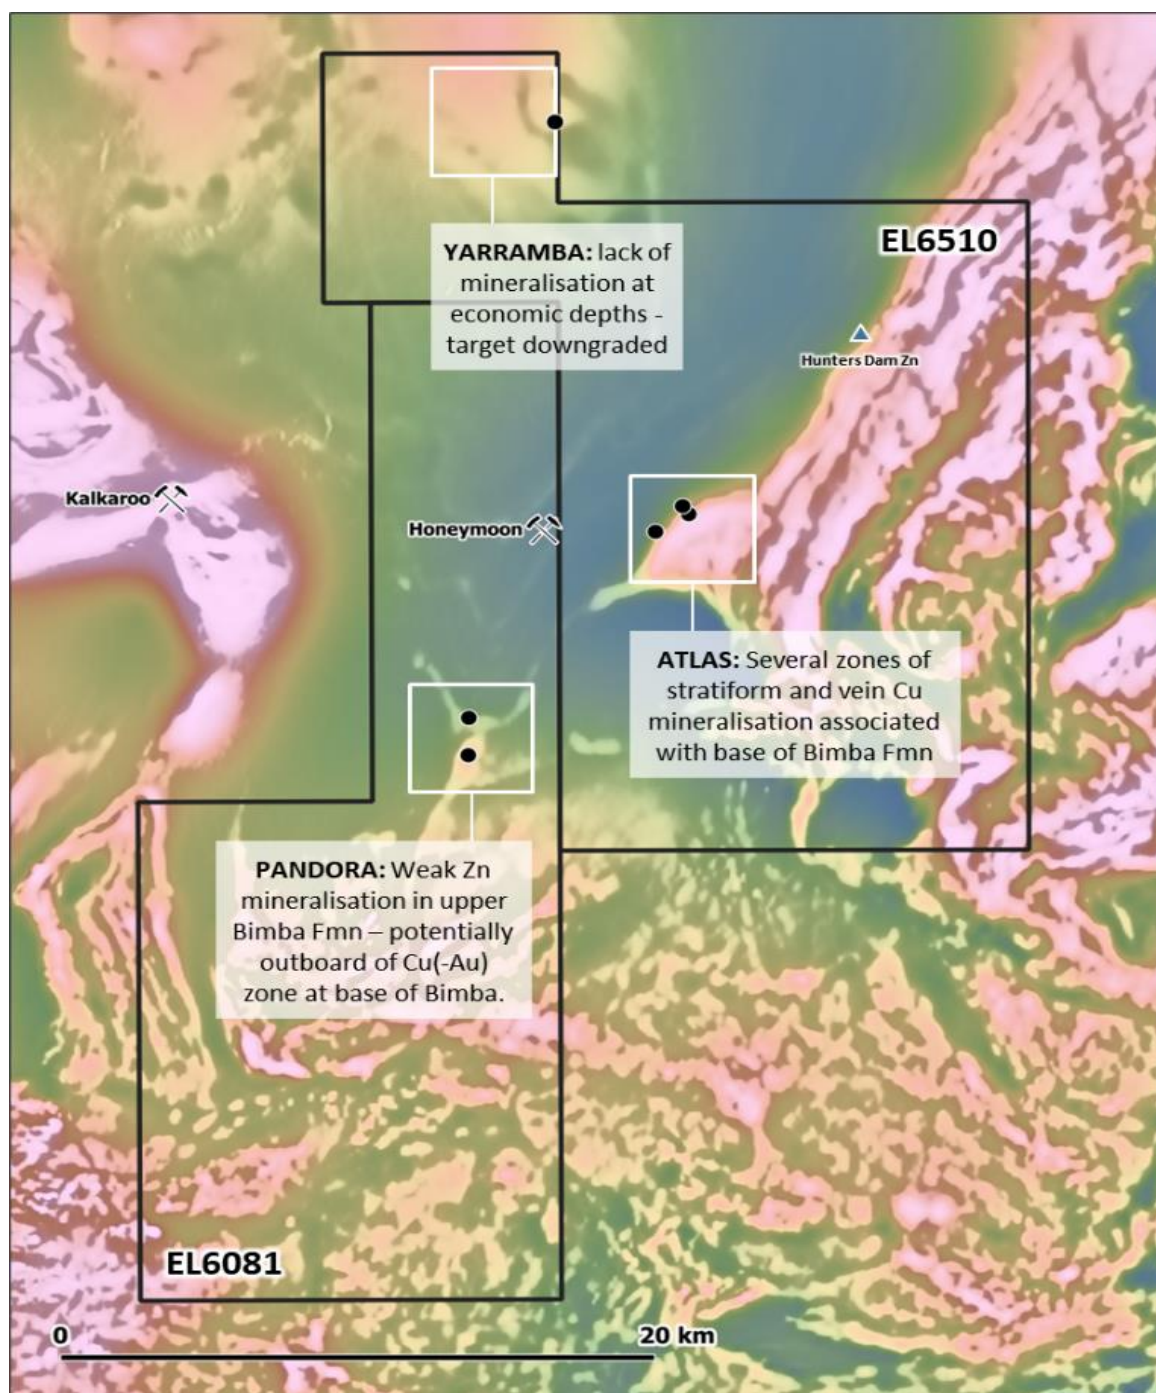 YARRAMBA: lack of
mineralisation at
economic depths -
target downgraded
EL6510
Hunters Dam Zn
Kalkaroo
Honeymoon
ATLAS: Several zones of
stratiform and vein Cu
mineralisation associated
with base of Bimba Fmn
PANDORA: Weak Zn
mineralisation in upper
Bimba Fmn – potentially
outboard of Cu(-Au)
zone at base of Bimba.
EL6081
0
20 km